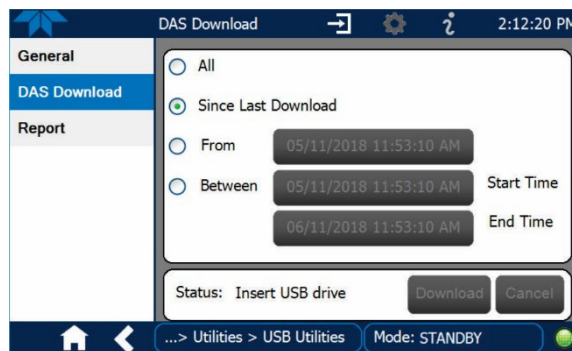 DAS Download
2:12:20 PM
General
DAS Download
Report
All
Since Last Download
From 05/11/2018 11:53:10 AM
Between 05/11/2018 11:53:10 AM Start Time
06/11/2018 11:53:10 AM End Time
Status: Insert USB drive Download Cancel
...> Utilities > USB Utilities Mode: STANDBY